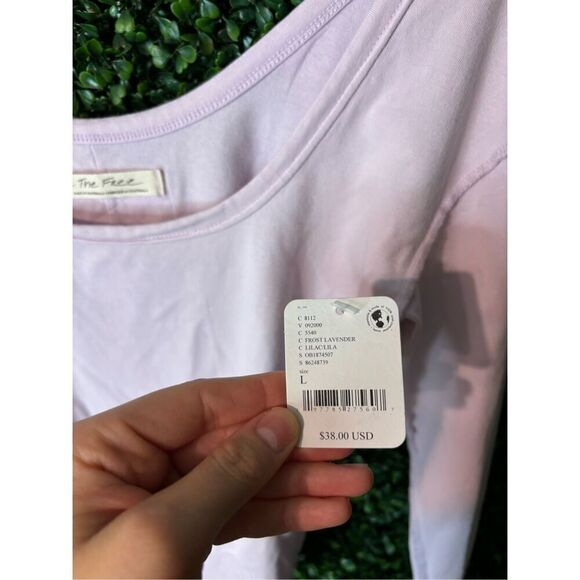 The Free
C 8112
V 092000
C 5540
C FROST LAVENDER
C LILAC/LILA
S OB1874507
S 86248739
size
L
$38.00 USD